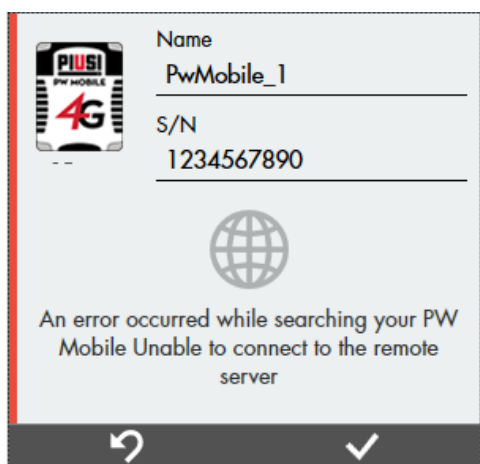 PIUSI
PW MOBILE
4G
--
Name
PwMobile_1
S/N
1234567890
An error occurred while searching your PW
Mobile Unable to connect to the remote
server